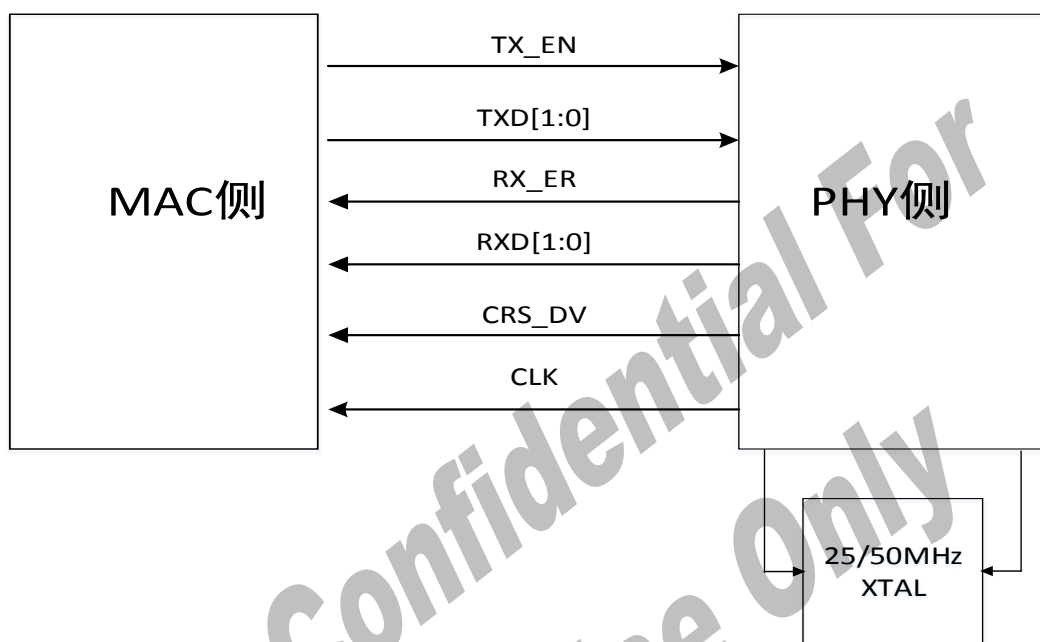 TX_EN
TXD[1:0]
RX_ER
RXD[1:0]
CRS_DV
CLK
MAC侧
PHY侧
25/50MHz
XTAL
Confidential For
Use Only